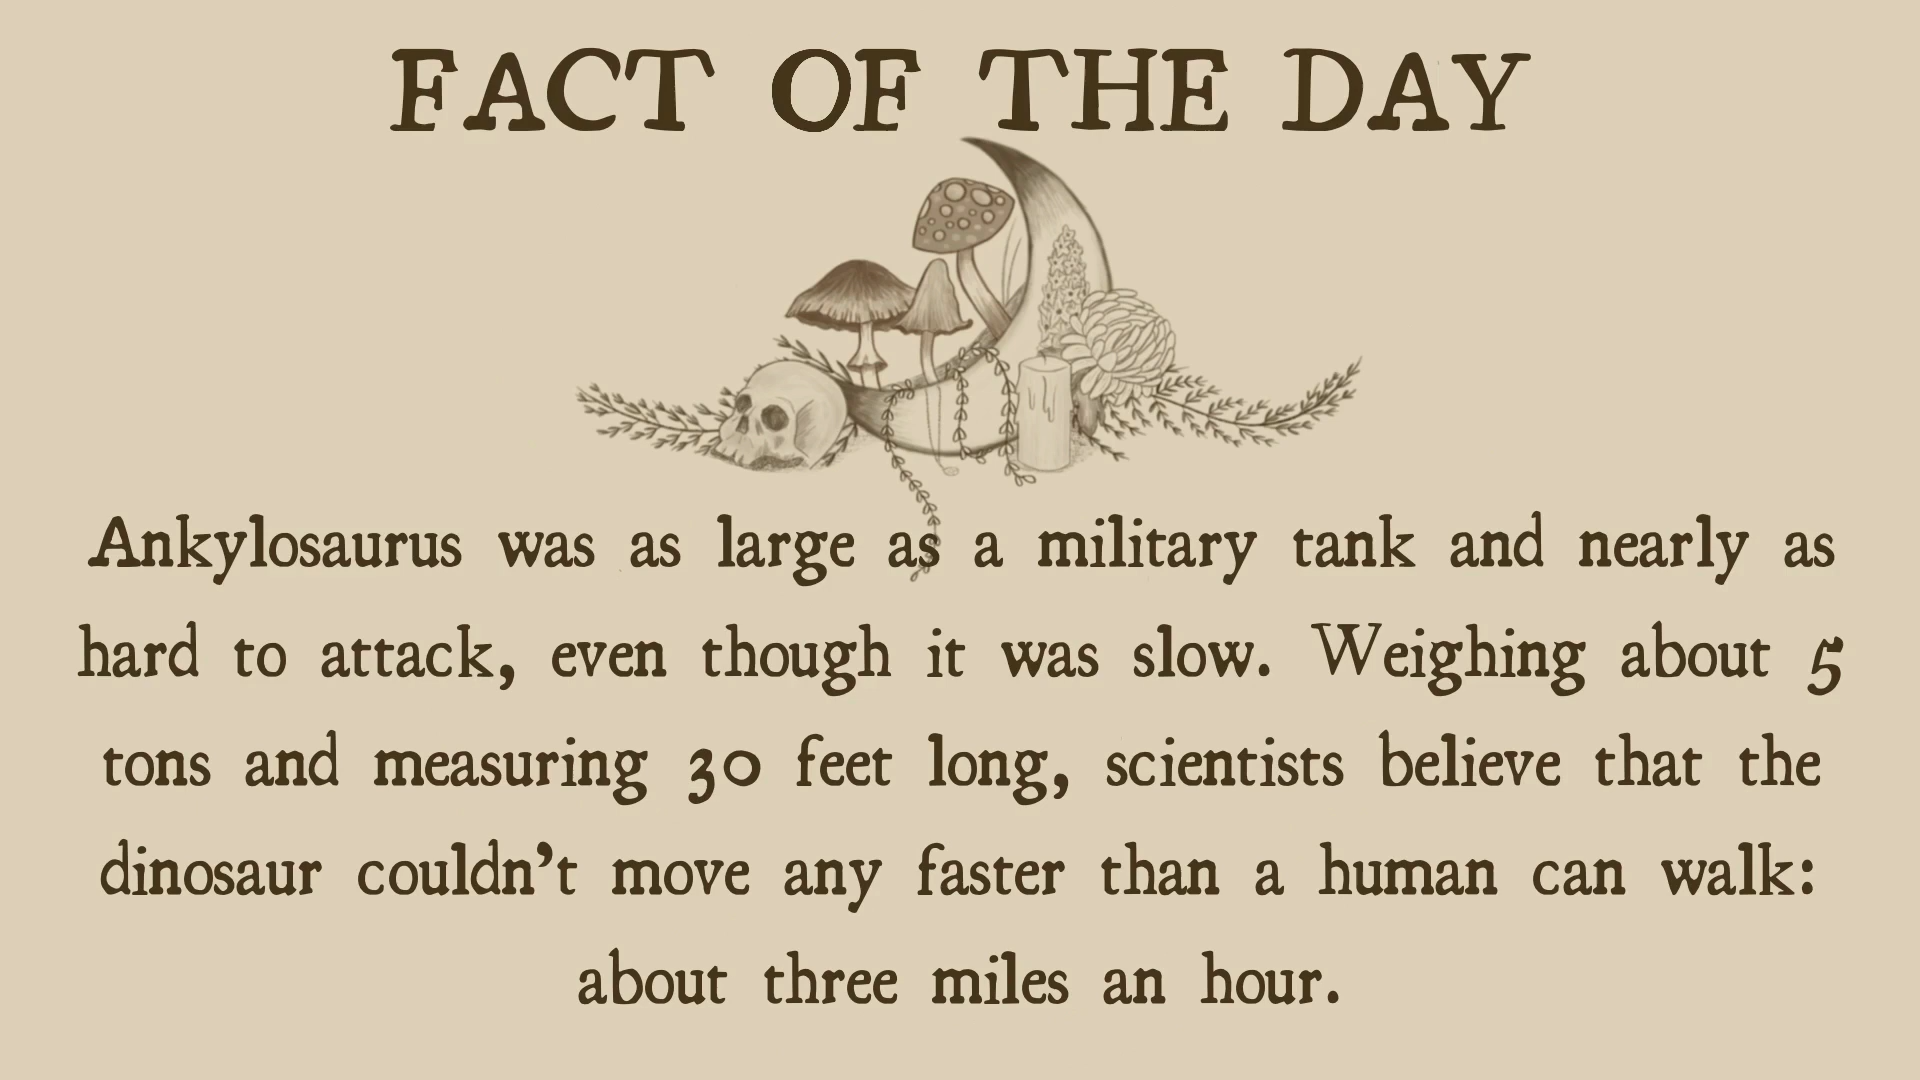 FACT OF THE DAY
Ankylosaurus was as large as a military tank and nearly as
hard to attack, even though it was slow. Weighing about 5
tons and measuring 30 feet long, scientists believe that the
dinosaur couldn't move any faster than a human can walk:
about three miles an hour.